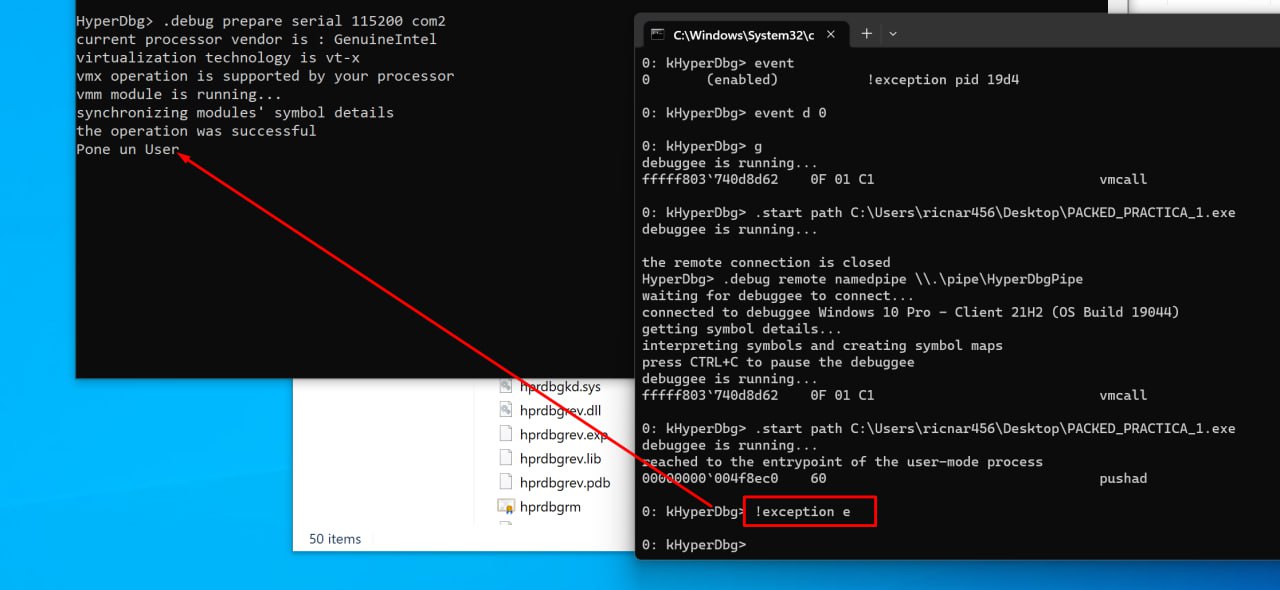 HyperDbg> .debug prepare serial 115200 com2
current processor vendor is : GenuineIntel
virtualization technology is vt-x
vmx operation is supported by your processor
vmm module is running...
synchronizing modules' symbol details
the operation was successful
Pone un User
hprdbgkd.sys
hprdbgrev.dll
hprdbgrev.exp
hprdbgrev.lib
hprdbgrev.pdb
hprdbgrm
50 items
C:\Windows\System32\c
0: kHyperDbg> event
0 (enabled) !exception pid 19d4
0: kHyperDbg> event d 0
0: kHyperDbg> g
debuggee is running...
fffff803`740d8d62 0F 01 C1 vmcall
0: kHyperDbg> .start path C:\Users\ricnar456\Desktop\PACKED_PRACTICA_1.exe
debuggee is running...
the remote connection is closed
HyperDbg> .debug remote namedpipe \\.\pipe\HyperDbgPipe
waiting for debuggee to connect...
connected to debuggee Windows 10 Pro - Client 21H2 (OS Build 19044)
getting symbol details...
interpreting symbols and creating symbol maps
press CTRL+C to pause the debuggee
debuggee is running...
fffff803`740d8d62 0F 01 C1 vmcall
0: kHyperDbg> .start path C:\Users\ricnar456\Desktop\PACKED_PRACTICA_1.exe
debuggee is running...
reached to the entrypoint of the user-mode process
00000000`004f8ec0 60 pushad
0: kHyperDbg> !exception e
0: kHyperDbg>